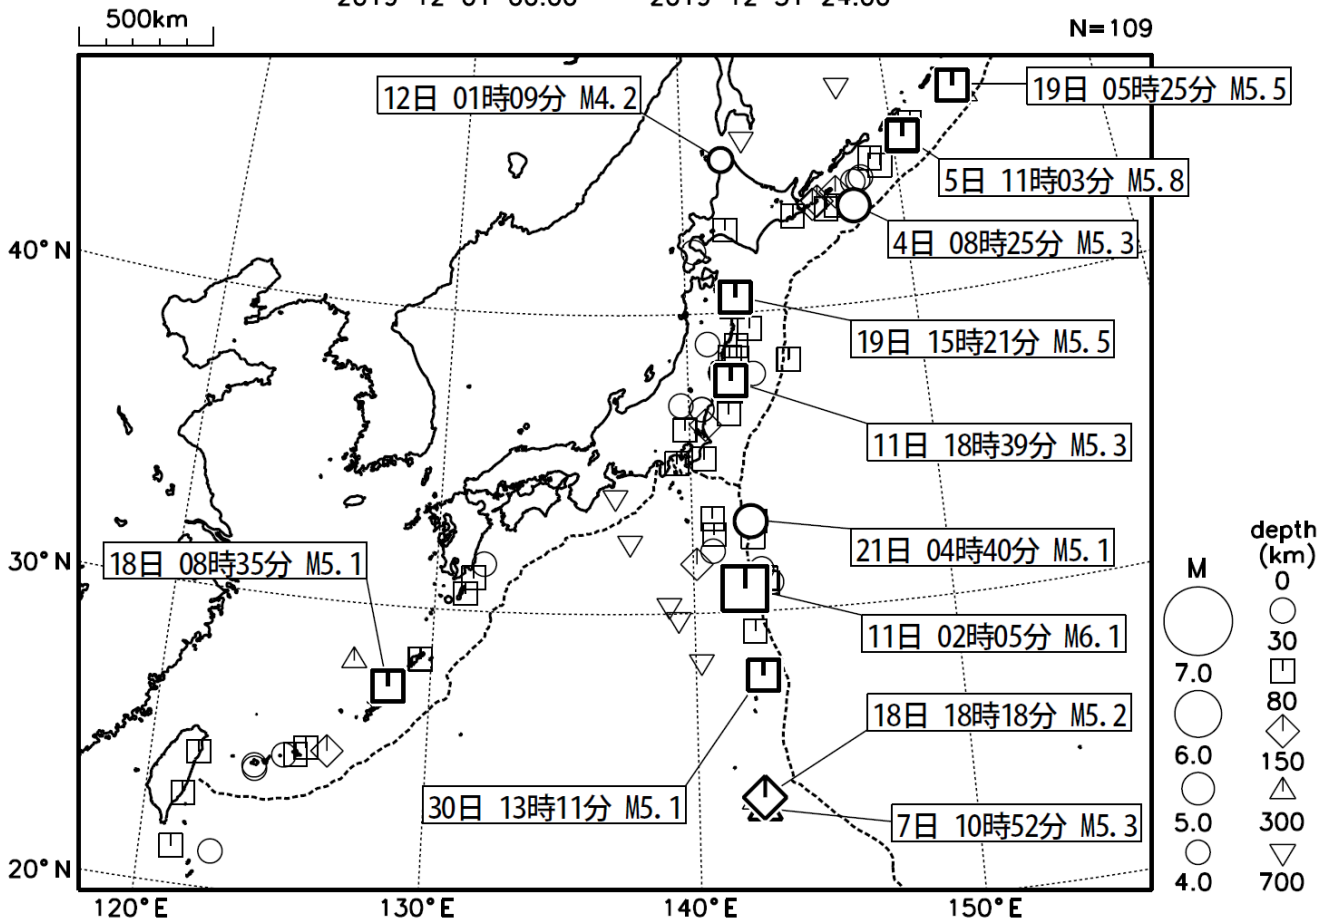 2019 12 01 00:00 2019 12 31 24:00
500km
N=109
12日 01時09分 M4.2
19日 05時25分 M5.5
5日 11時03分 M5.8
4日 08時25分 M5.3
40°N
19日 15時21分 M5.5
11日 18時39分 M5.3
21日 04時40分 M5.1
18日 08時35分 M5.1
30°N
11日 02時05分 M6.1
18日 18時18分 M5.2
30日 13時11分 M5.1
7日 10時52分 M5.3
20°N
120°E 130°E 140°E 150°E
M
7.0
6.0
5.0
4.0
depth
(km)
0
30
80
150
300
700